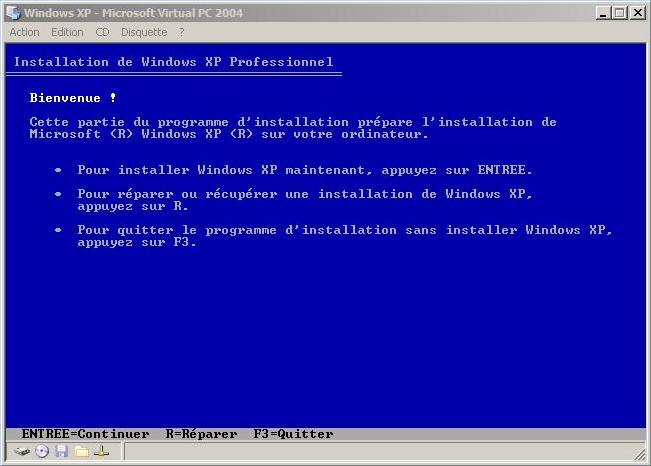 Windows XP - Microsoft Virtual PC 2004
Action Edition CD Disquette ?
Installation de Windows XP Professionnel
Bienvenue !
Cette partie du programme d'installation prépare l'installation de
Microsoft (R) Windows XP (R) sur votre ordinateur.
• Pour installer Windows XP maintenant, appuyez sur ENTREE.
• Pour réparer ou récupérer une installation de Windows XP,
appuyez sur R.
• Pour quitter le programme d'installation sans installer Windows XP,
appuyez sur F3.
ENTREE=Continuer R=Réparer F3=Quitter